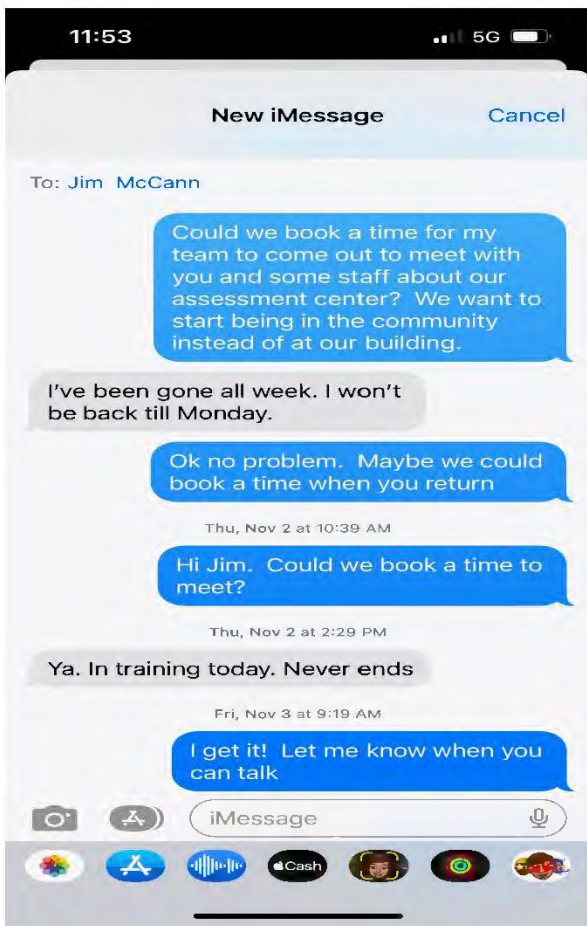 11:53
5G
New iMessage
Cancel
To: Jim McCann
Could we book a time for my
team to come out to meet with
you and some staff about our
assessment center? We want to
start being in the community
instead of at our building.
I've been gone all week. I won't
be back till Monday.
Ok no problem. Maybe we could
book a time when you return
Thu, Nov 2 at 10:39 AM
Hi Jim. Could we book a time to
meet?
Thu, Nov 2 at 2:29 PM
Ya. In training today. Never ends
Fri, Nov 3 at 9:19 AM
I get it! Let me know when you
can talk
iMessage
Cash